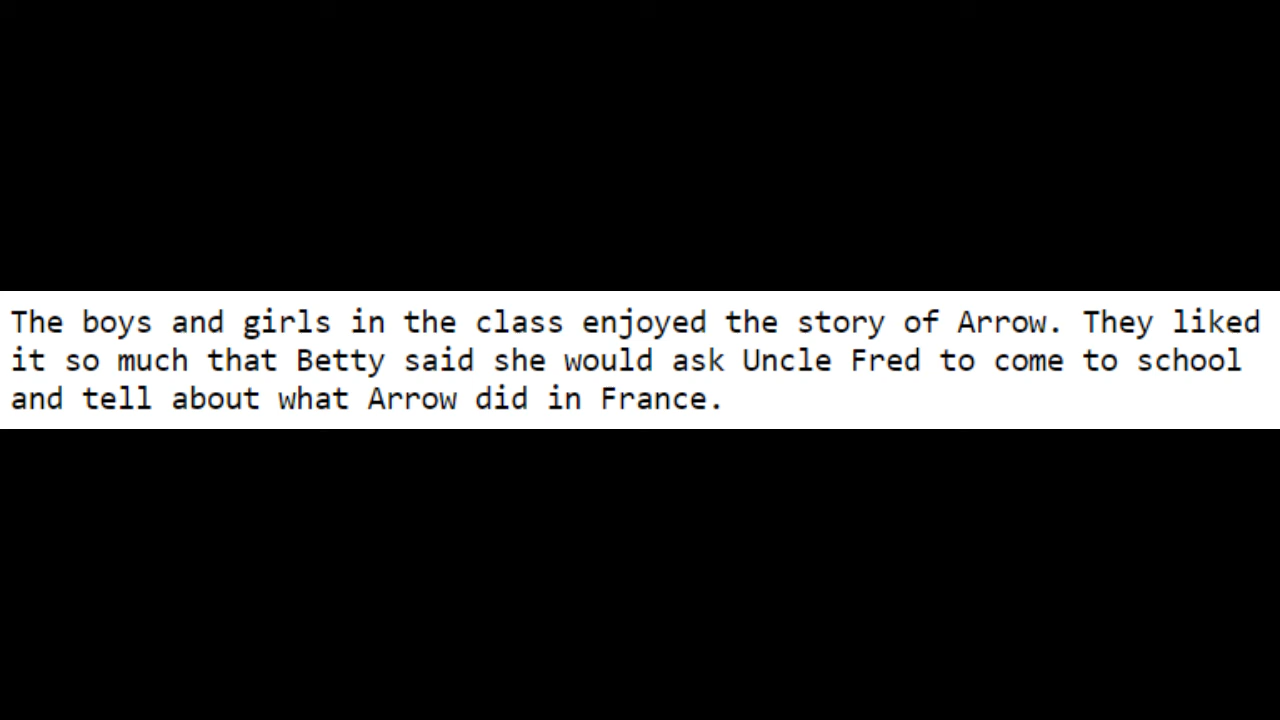 The boys and girls in the class enjoyed the story of Arrow. They liked
it so much that Betty said she would ask Uncle Fred to come to school
and tell about what Arrow did in France.